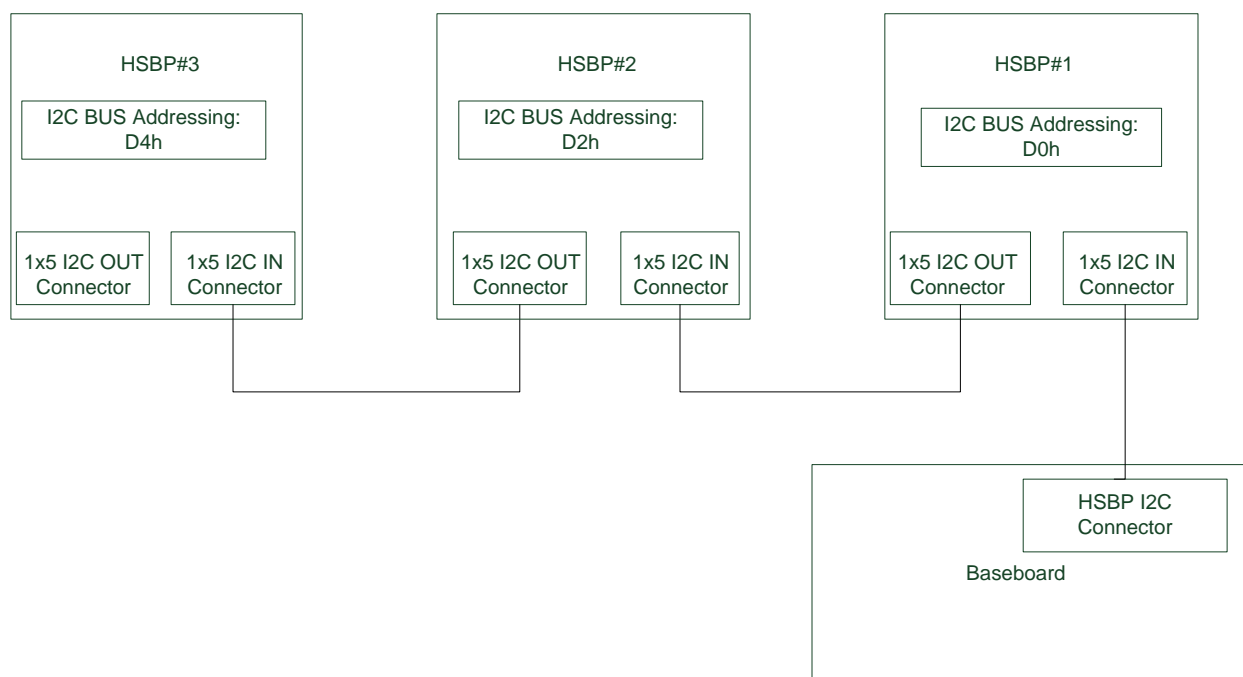 HSBP#3
I2C BUS Addressing:
D4h
1x5 I2C OUT
Connector
1x5 I2C IN
Connector
HSBP#2
I2C BUS Addressing:
D2h
1x5 I2C OUT
Connector
1x5 I2C IN
Connector
HSBP#1
I2C BUS Addressing:
D0h
1x5 I2C OUT
Connector
1x5 I2C IN
Connector
HSBP I2C
Connector
Baseboard